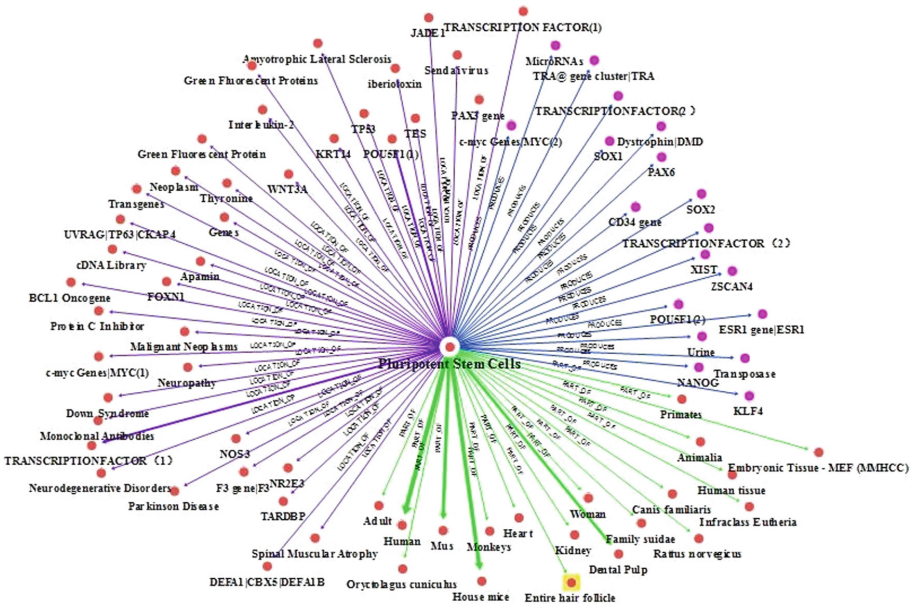 TRANSCRIPTION FACTOR(1)
JADE1
Amyotrophic Lateral Sclerosis
MicroRNAs
Sendaivirus
TRA@ gene cluster|TRA
Green Fluorescent Proteins
iberiotoxin
TRANSCRIPTIONFACTOR(2 )
PAX3 gene
Interleukin-2
TP53
TES
c-myc Genes|MYC(2)
Dystrophin|DMD
Green Fluorescent Protein
KRT14
POU5F1(1)
SOX1
PAX6
Neoplasm
WNT3A
Thyronine
Transgenes
SOX2
CD34 gene
UVRAG|TP63|CKAP4
Genes
TRANSCRIPTIONFACTOR (2)
cDNA Library
Apamin
XIST
ZSCAN4
BCL1 Oncogene
FOXN1
POU5F1(2)
Protein C Inhibitor
ESR1 gene|ESR1
Malignant Neoplasms
Urine
Pluripotent Stem Cells
c-myc Genes|MYC(1)
Neuropathy
Transposase
NANOG
KLF4
Down Syndrome
Primates
Monoclonal Antibodies
NOS3
Animalia
TRANSCRIPTIONFACTOR (1)
Embryonic Tissue - MEF (MMHCC)
Neurodegenerative Disorders
F3 gene|F3
NR2E3
Human tissue
Parkinson Disease
TARDBP
Adult
Woman
Canis familiaris
Infraclass Eutheria
Human
Mus
Monkeys
Heart
Family suidae
Spinal Muscular Atrophy
Kidney
Rattus norvegicus
Dental Pulp
DEFA1|CBX5|DEFA1B
Oryctolagus cuniculus
House mice
Entire hair follicle
LOCATION_OF
PRODUCES
PART_OF